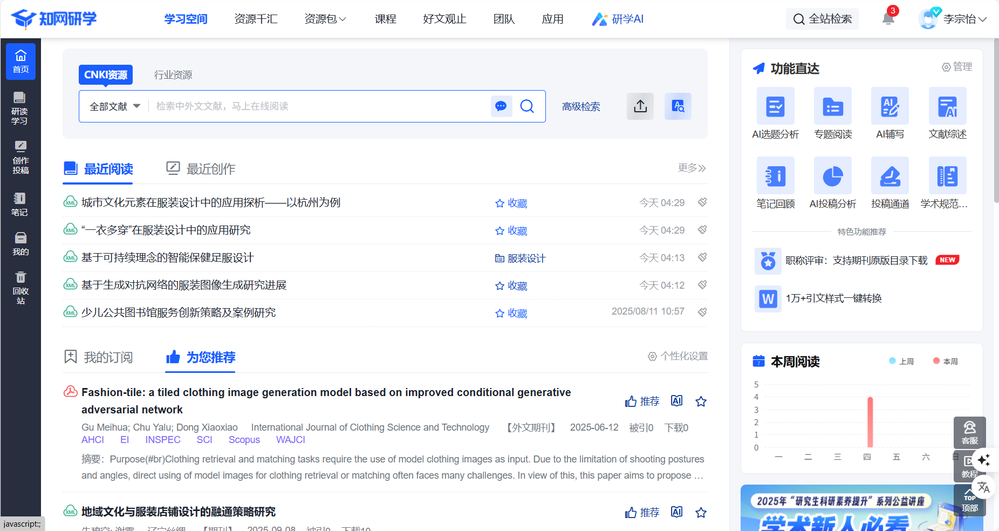 知网研学
学习空间
资源千汇
资源包
课程
好文观止
团队
应用
研学AI
全站检索
3
李宗怡
首页
研读
学习
创作
投稿
笔记
我的
回收
站
CNKI资源
行业资源
全部文献
检索中外文文献，马上在线阅读
高级检索
最近阅读
最近创作
更多
XML 城市文化元素在服装设计中的应用探析——以杭州为例 收藏 今天 04:29
XML “一衣多穿”在服装设计中的应用研究 收藏 今天 04:29
XML 基于可持续理念的智能保健足服设计 服装设计 今天 04:13
XML 基于生成对抗网络的服装图像生成研究进展 收藏 今天 04:12
XML 少儿公共图书馆服务创新策略及案例研究 收藏 2025/08/11 10:57
我的订阅
为您推荐
个性化设置
Fashion-tile: a tiled clothing image generation model based on improved conditional generative
adversarial network
推荐 AI
Gu Meihua; Chu Yalu; Dong Xiaoxiao International Journal of Clothing Science and Technology 【外文期刊】 2025-06-12 被引0 下载0
AHCI EI INSPEC SCI Scopus WAJCI
摘要：Purpose(#br)Clothing retrieval and matching tasks require the use of model clothing images as input. Due to the limitation of shooting postures
and angles, direct using of model images for clothing retrieval or matching often faces many challenges. In view of this, this paper aims to propose …
XML 地域文化与服装店铺设计的融通策略研究
推荐 AI
辽宁丝绸 【期刊】 2025-09-08 被引0 下载10
功能直达
管理
AI选题分析
专题阅读
AI辅写
文献综述
笔记回顾
AI投稿分析
投稿通道
学术规范…
特色功能推荐
职称评审：支持期刊原版目录下载 NEW
W 1万+引文样式一键转换
7 本周阅读
上周
本周
5
4
3
2
1
0
一 二 三 四 五 六 日
客服
教程
TOP
顶部
2025年“研究生科研素养提升”系列公益讲座
学术新人必看
javascript:;